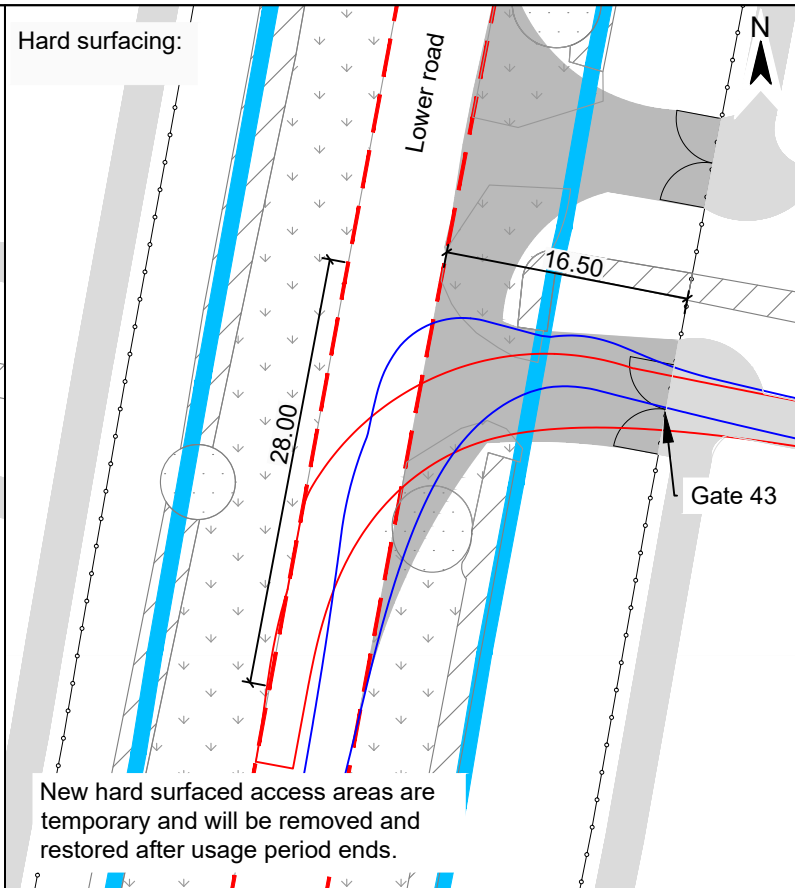 Hard surfacing:
N
Lower road
16.50
28.00
Gate 43
New hard surfaced access areas are
temporary and will be removed and
restored after usage period ends.